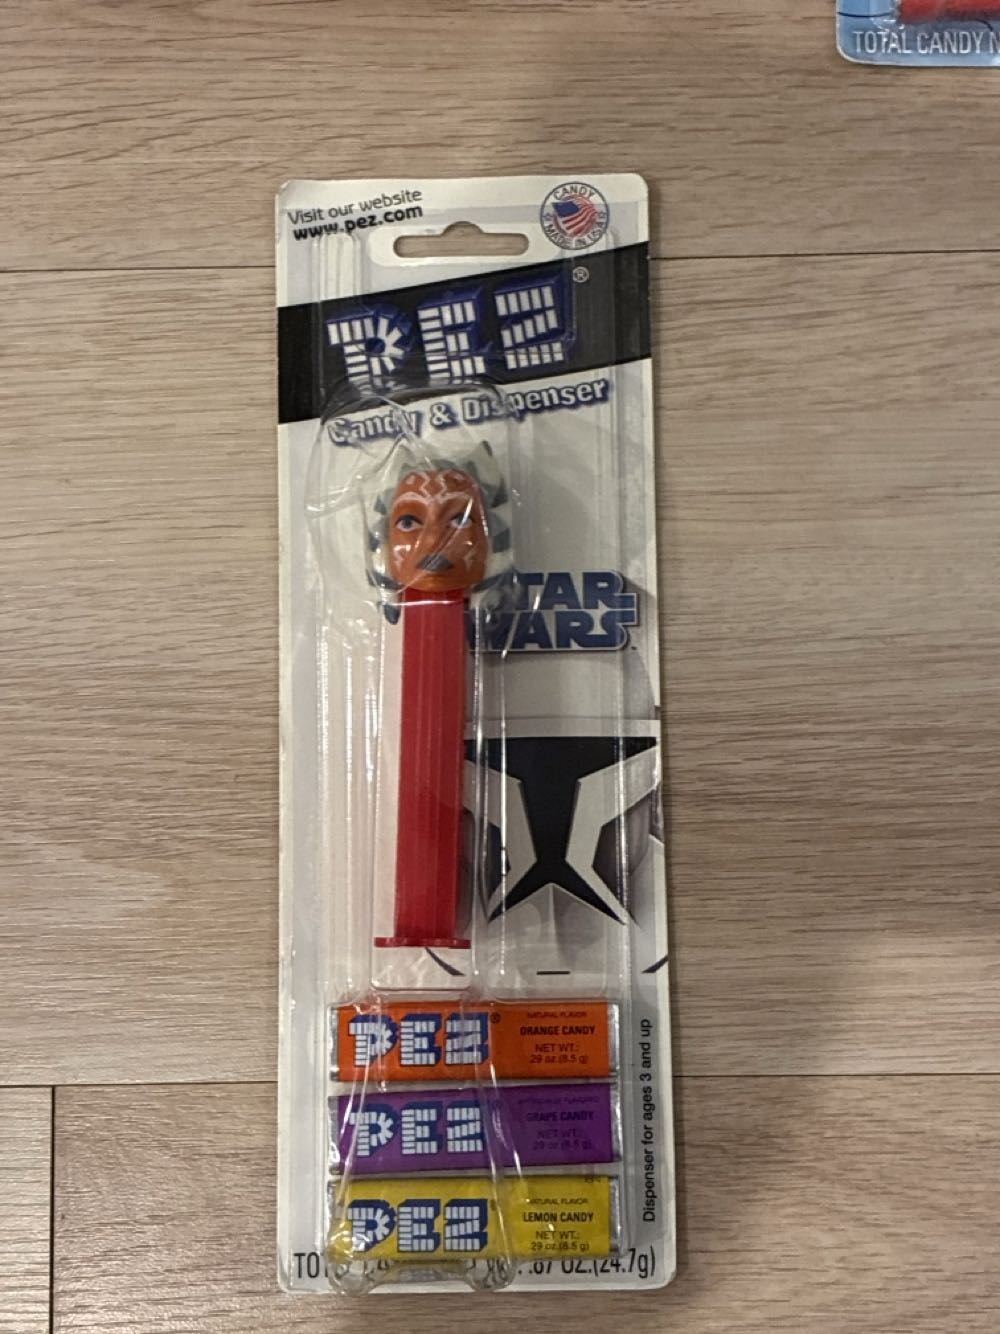 TOTAL CANDY N
Visit our website
www.pez.com
CANDY
MADE IN USA
PEZ®
Candy & Dispenser
STAR
WARS
PEZ®
NATURAL FLAVOR
ORANGE CANDY
NET WT.:
.29 oz.(8.5 g)
PEZ®
ARTIFICIALLY FLAVORED
GRAPE CANDY
NET WT.:
.29 oz.(8.5 g)
PEZ®
NATURAL FLAVOR
LEMON CANDY
NET WT.:
.29 oz.(8.5 g)
Dispenser for ages 3 and up
.87 OZ.(24.7g)